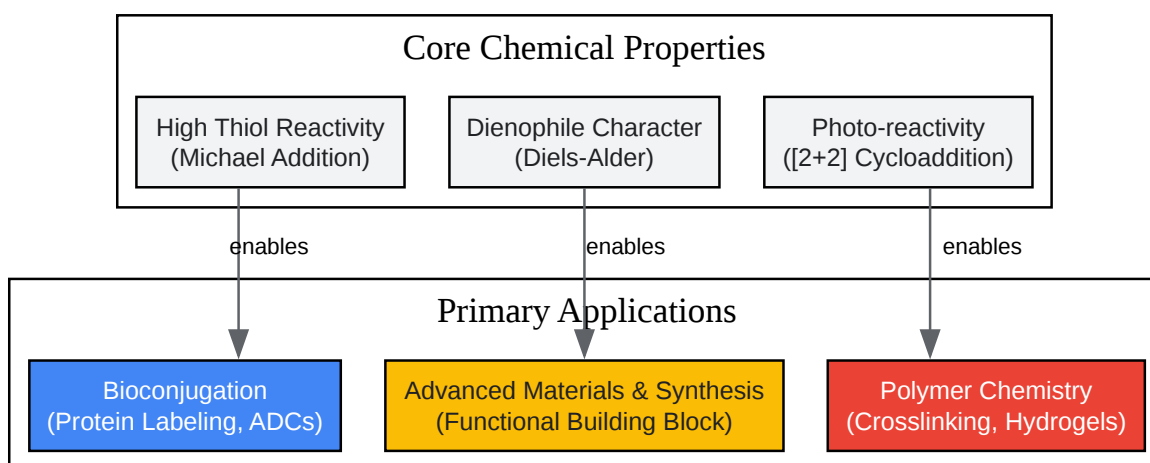 Core Chemical Properties
High Thiol Reactivity
(Michael Addition)
Dienophile Character
(Diels-Alder)
Photo-reactivity
([2+2] Cycloaddition)
enables
enables
enables
Primary Applications
Bioconjugation
(Protein Labeling, ADCs)
Advanced Materials & Synthesis
(Functional Building Block)
Polymer Chemistry
(Crosslinking, Hydrogels)